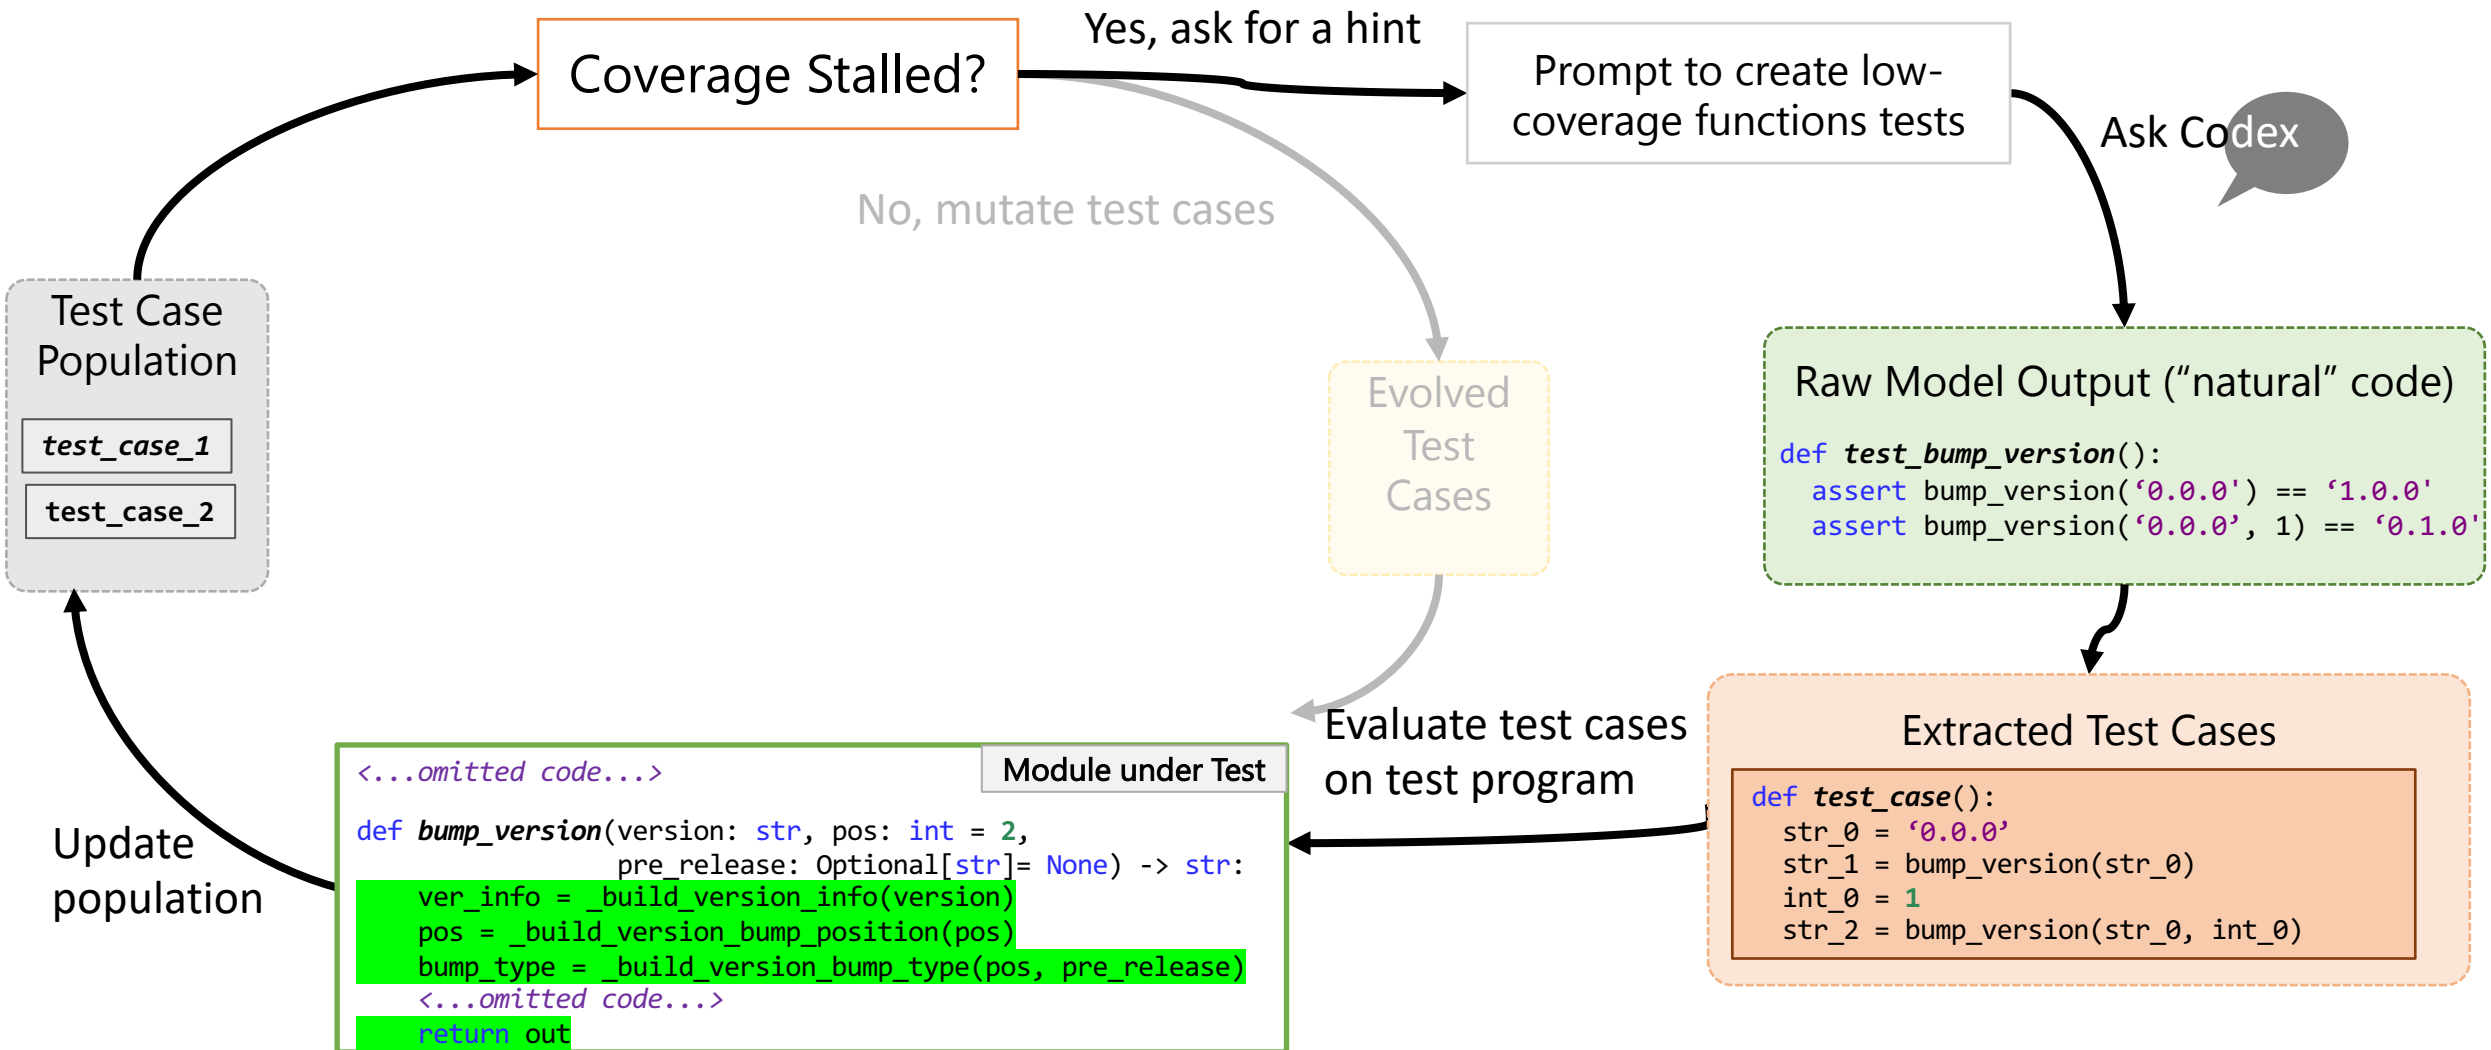 Yes, ask for a hint
Coverage Stalled?
Prompt to create low-
coverage functions tests
Ask Codex
No, mutate test cases
Test Case
Population
test_case_1
test_case_2
Evolved
Test
Cases
Raw Model Output (“natural” code)
def test_bump_version():
assert bump_version(‘0.0.0') == ‘1.0.0'
assert bump_version(‘0.0.0’, 1) == ‘0.1.0'
Extracted Test Cases
def test_case():
str_0 = ‘0.0.0’
str_1 = bump_version(str_0)
int_0 = 1
str_2 = bump_version(str_0, int_0)
Evaluate test cases
on test program
Module under Test
<...omitted code...>
def bump_version(version: str, pos: int = 2,
pre_release: Optional[str]= None) -> str:
ver_info = _build_version_info(version)
pos = _build_version_bump_position(pos)
bump_type = _build_version_bump_type(pos, pre_release)
<...omitted code...>
return out
Update
population